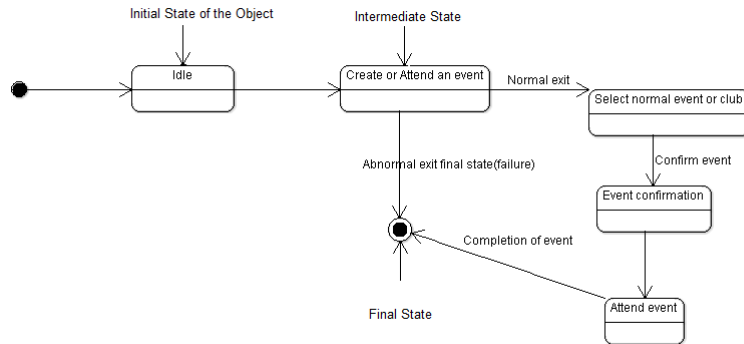 Initial State of the Object
Intermediate State
Idle
Create or Attend an event
Normal exit
Select normal event or club
Abnormal exit final state(failure)
Confirm event
Event confirmation
Completion of event
Attend event
Final State